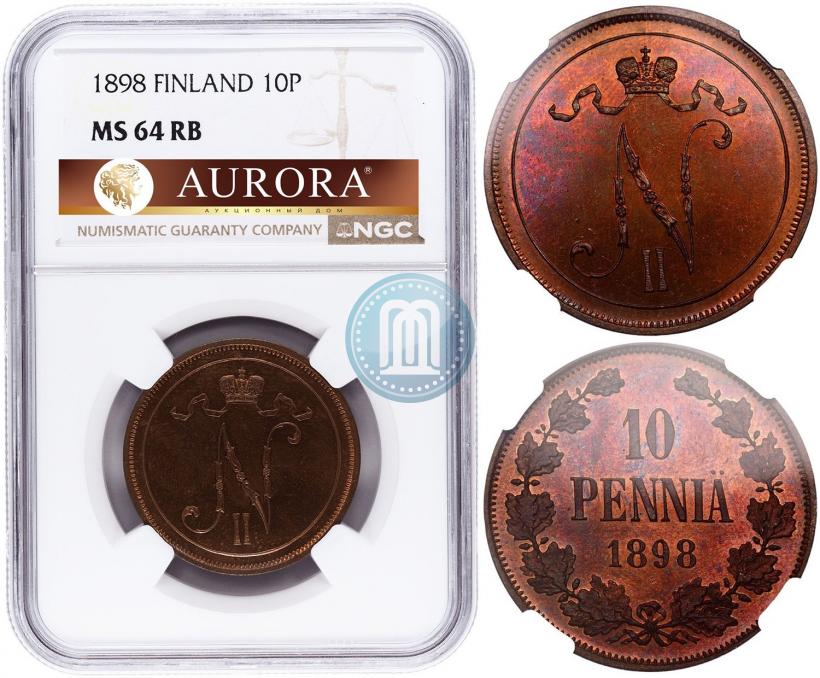 1898 FINLAND 10P
MS 64 RB
AURORA®
АУКЦИОННЫЙ ДОМ
NUMISMATIC GUARANTY COMPANY NGC
N
II
M
N
II
10
PENNIÄ
1898